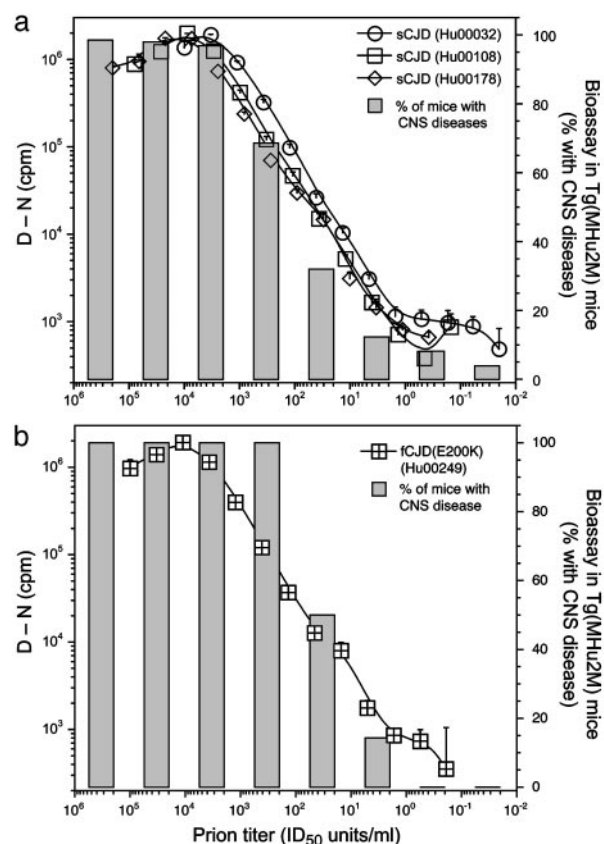 a
10⁶
10⁵
10⁴
10³
D – N (cpm)
sCJD (Hu00032)
sCJD (Hu00108)
sCJD (Hu00178)
% of mice with
CNS diseases
100
80
60
40
20
0
Bioassay in Tg(MHu2M) mice
(% with CNS disease)
10⁶ 10⁵ 10⁴ 10³ 10² 10¹ 10⁰ 10⁻¹ 10⁻²
b
10⁶
10⁵
10⁴
10³
D – N (cpm)
fCJD(E200K)
(Hu00249)
% of mice with
CNS disease
100
80
60
40
20
0
Bioassay in Tg(MHu2M) mice
(% with CNS disease)
10⁶ 10⁵ 10⁴ 10³ 10² 10¹ 10⁰ 10⁻¹ 10⁻²
Prion titer (ID₅₀ units/ml)